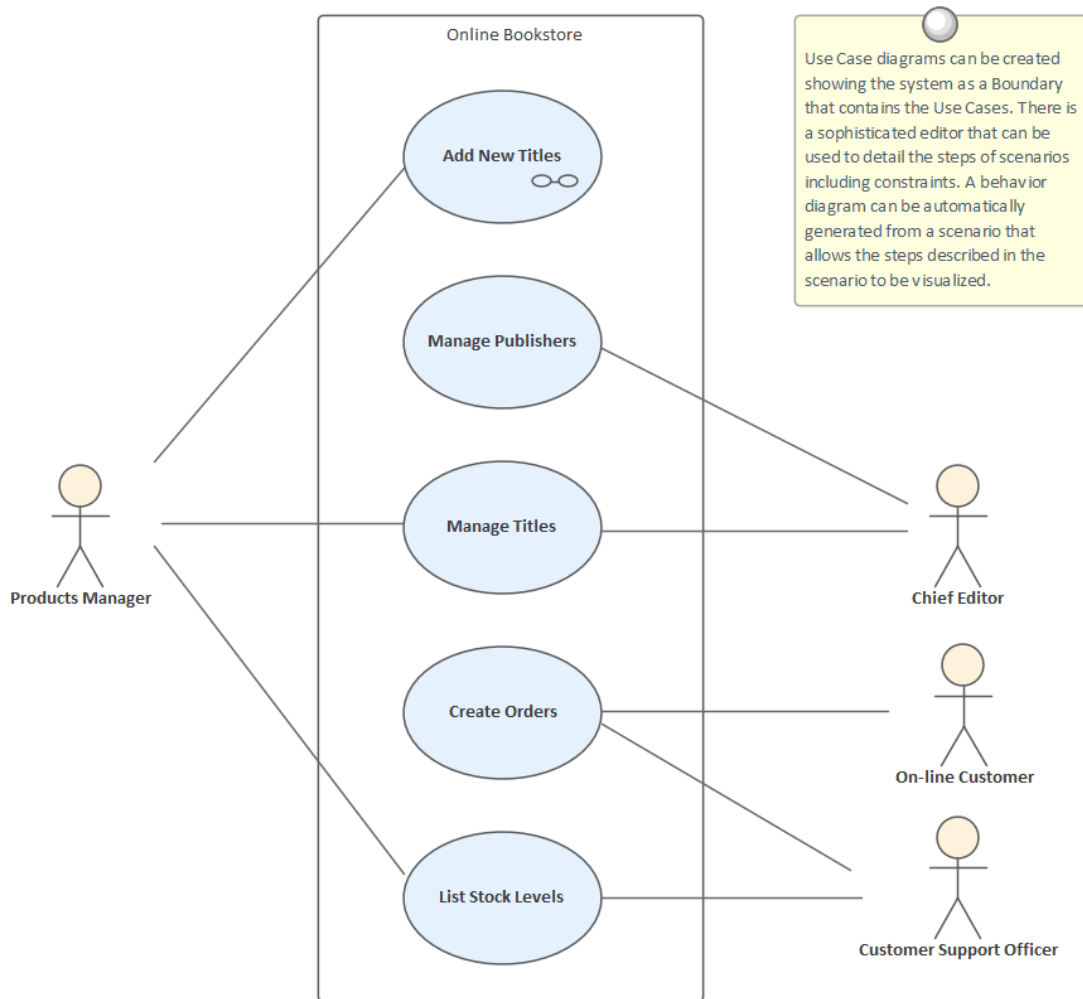 Online Bookstore
Use Case diagrams can be created
showing the system as a Boundary
that contains the Use Cases. There is
a sophisticated editor that can be
used to detail the steps of scenarios
including constraints. A behavior
diagram can be automatically
generated from a scenario that
allows the steps described in the
scenario to be visualized.
Add New Titles
Manage Publishers
Manage Titles
Products Manager
Chief Editor
Create Orders
On-line Customer
List Stock Levels
Customer Support Officer